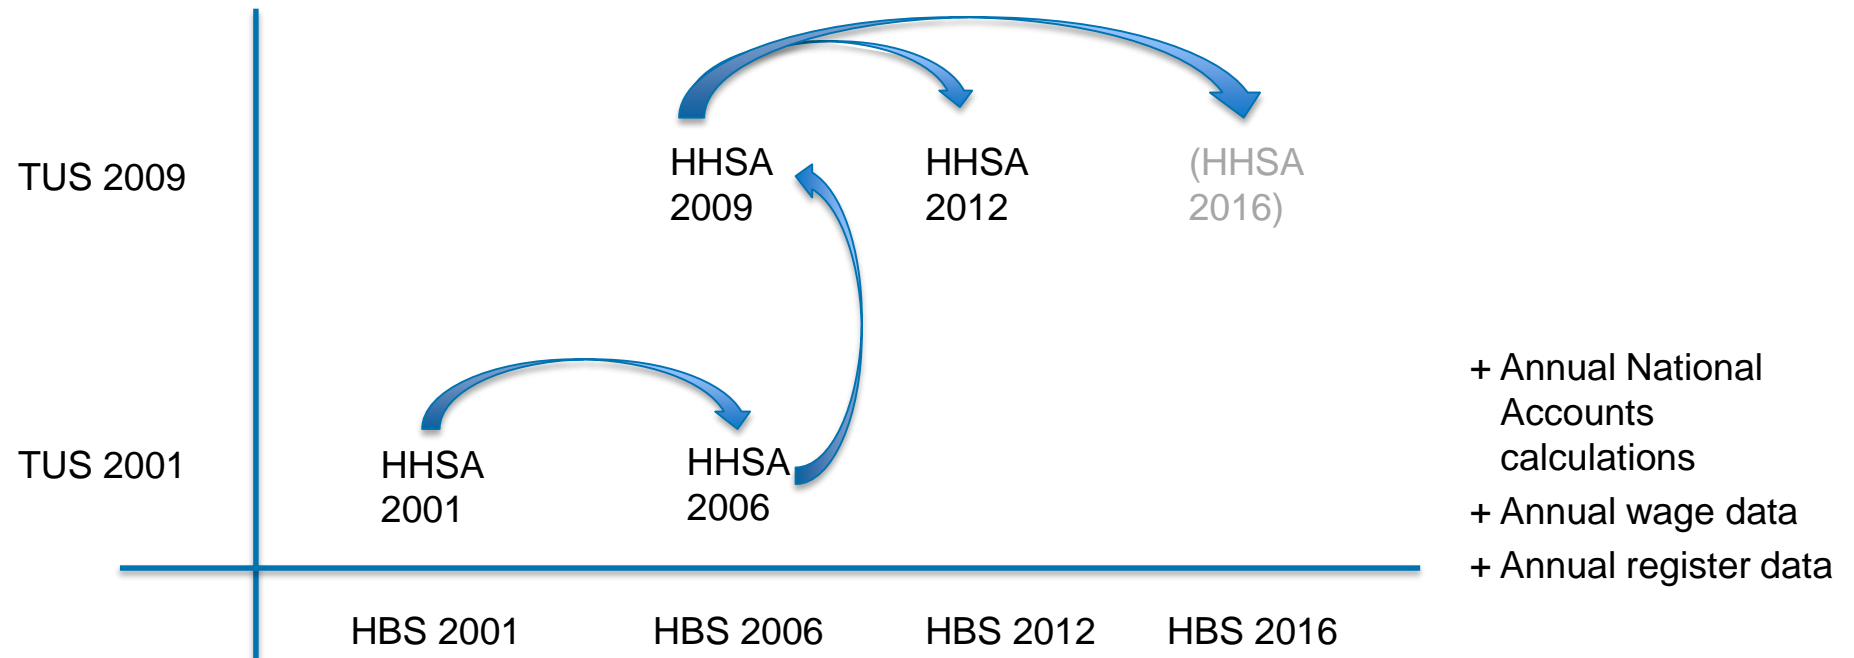 TUS 2009
HHSA
2009
HHSA
2012
(HHSA
2016)
TUS 2001
HHSA
2001
HHSA
2006
+ Annual National
Accounts
calculations
+ Annual wage data
+ Annual register data
HBS 2001
HBS 2006
HBS 2012
HBS 2016